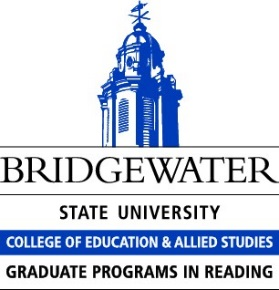 BRIDGEWATER
STATE UNIVERSITY
COLLEGE OF EDUCATION & ALLIED STUDIES
GRADUATE PROGRAMS IN READING